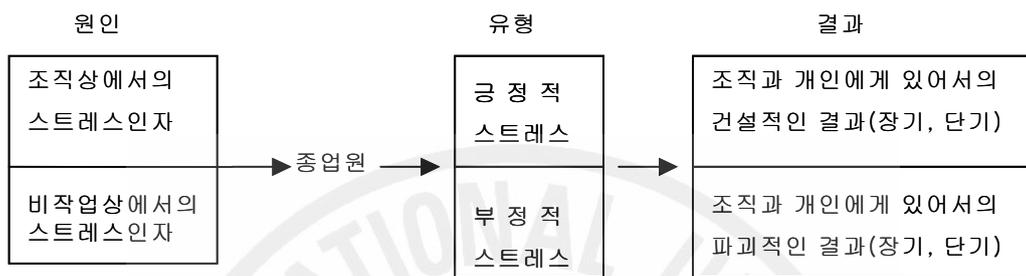 원인
유형
결과
조직상에서의
스트레스인자
비작업상에서의
스트레스인자
종업원
긍 정 적
스트레스
부 정 적
스트레스
조직과 개인에게 있어서의
건설적인 결과(장기, 단기)
조직과 개인에게 있어서의
파괴적인 결과(장기, 단기)
ATIONAL